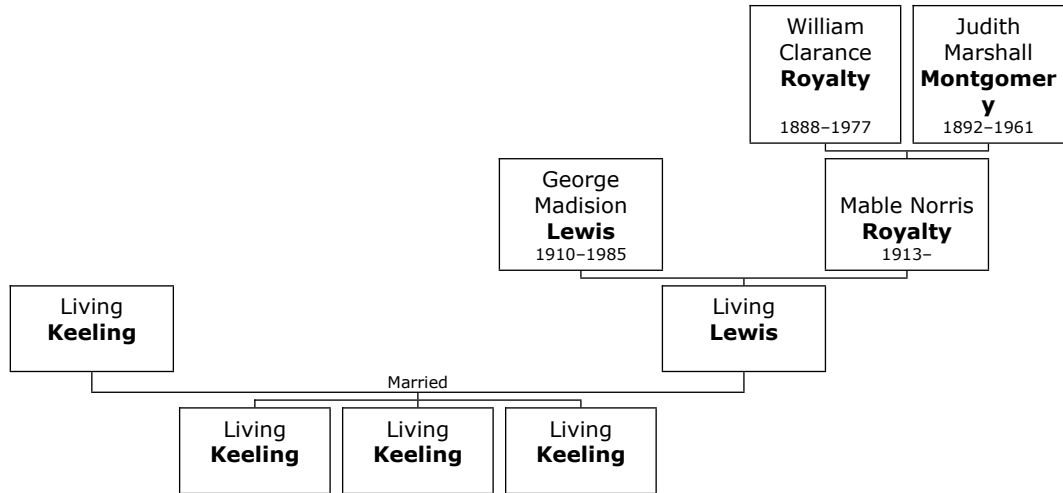 William
Clarance
Royalty
1888–1977
Judith
Marshall
Montgomer
y
1892–1961
George
Madision
Lewis
1910–1985
Mable Norris
Royalty
1913–
Living
Keeling
Living
Lewis
Married
Living
Keeling
Living
Keeling
Living
Keeling